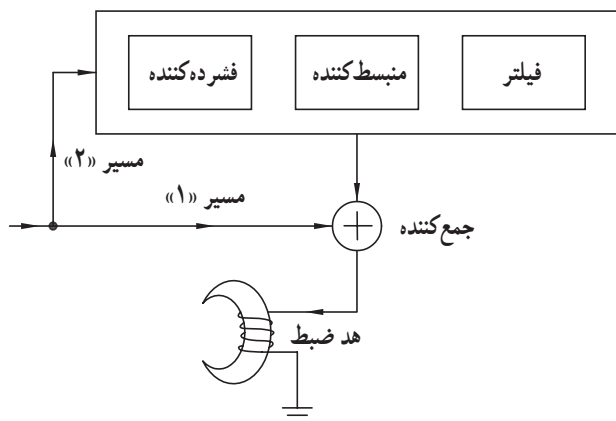 فیلتر
منبسط‌کننده
فشرده‌کننده
مسیر «۲»
مسیر «۱»
جمع‌کننده
هد ضبط